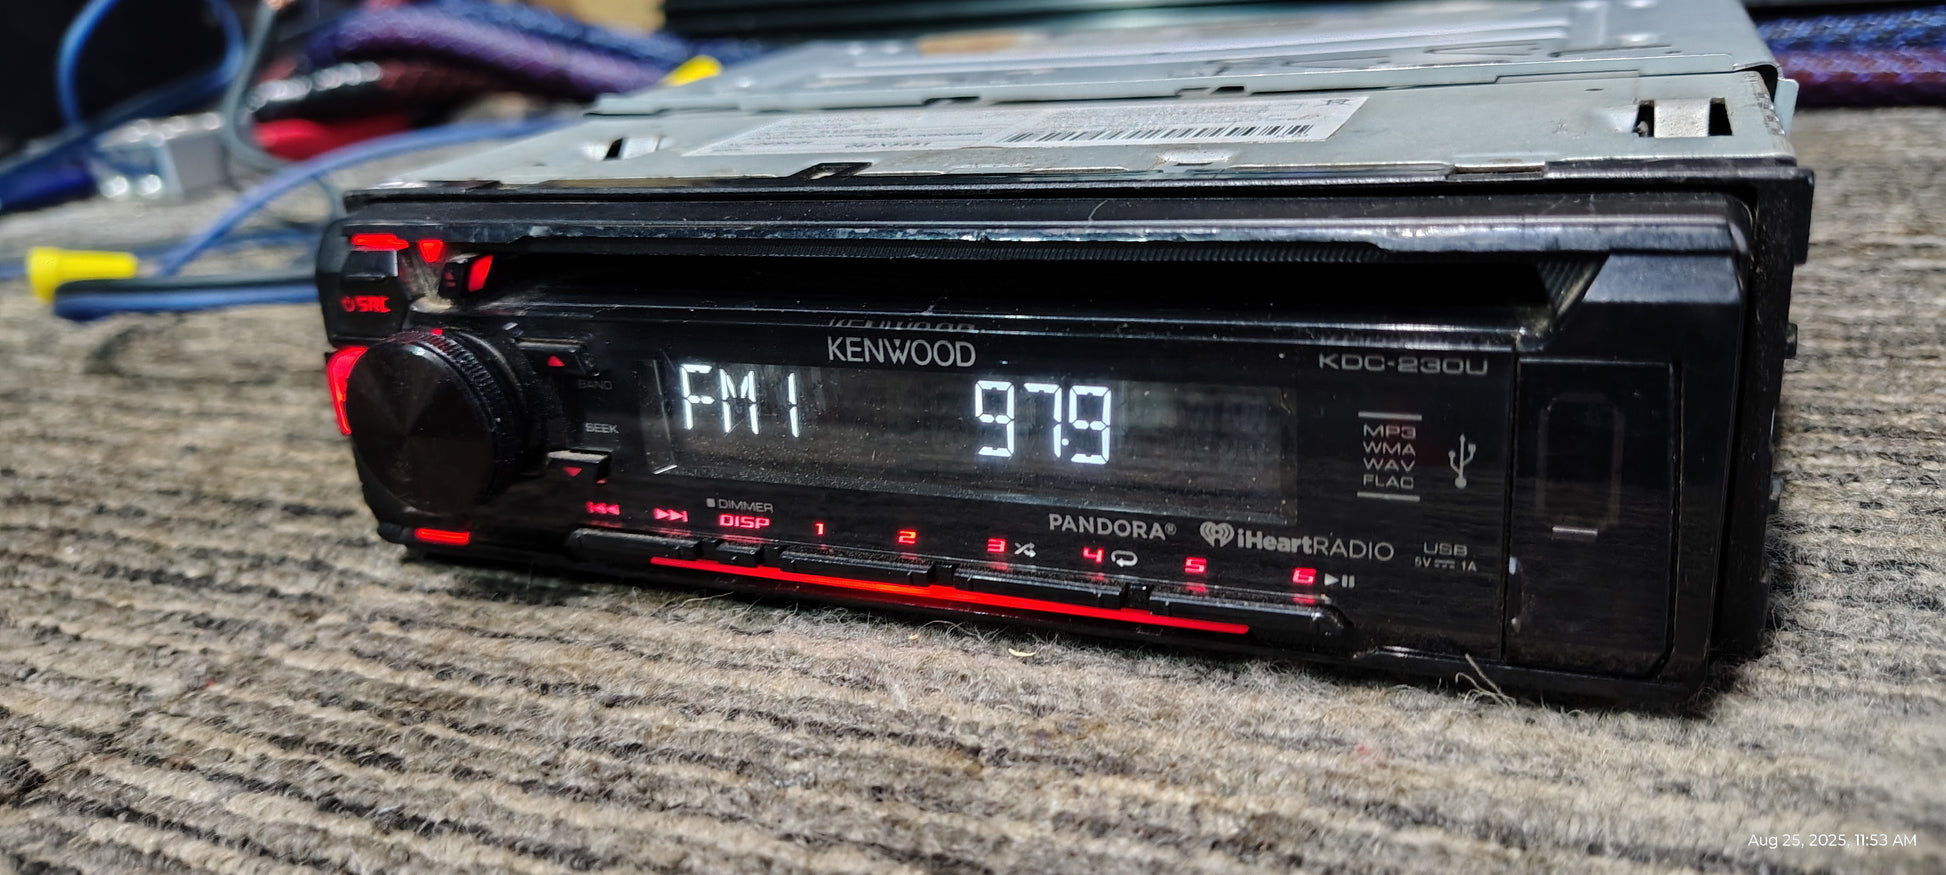 SRC
KENWOOD
KDC-230U
BAND
SEEK
FM1 97.9
MP3
WMA
WAV
FLAC
DIMMER
DISP
1 2 3 4 5 6
PANDORA®
iHeartRADIO
USB
5V 1A
Aug 25, 2025, 11:53 AM